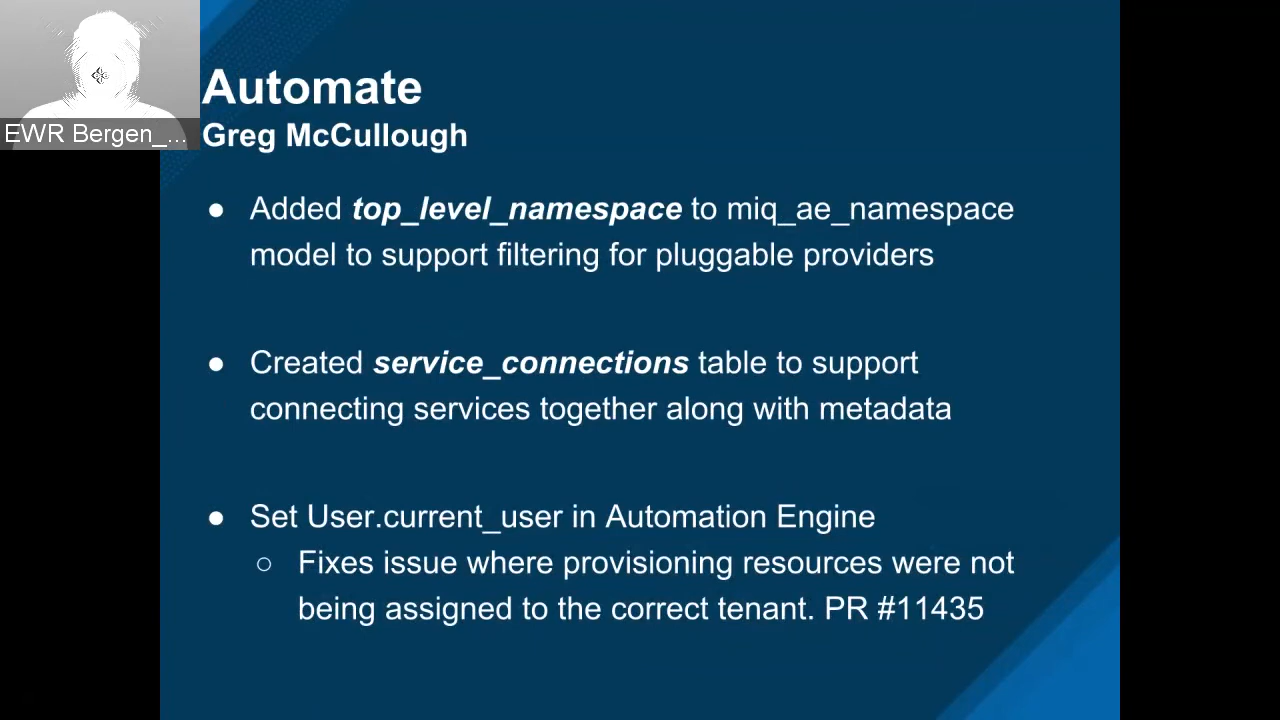 Automate
EWR Bergen_...
Greg McCullough
● Added top_level_namespace to miq_ae_namespace
model to support filtering for pluggable providers
● Created service_connections table to support
connecting services together along with metadata
● Set User.current_user in Automation Engine
○ Fixes issue where provisioning resources were not
being assigned to the correct tenant. PR #11435